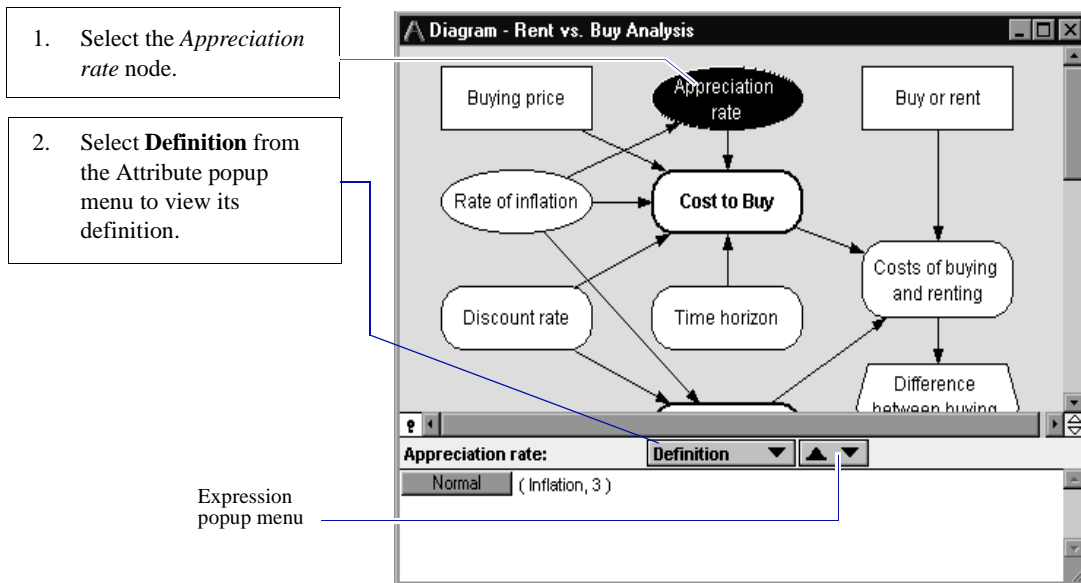 1. Select the Appreciation
rate node.
2. Select Definition from
the Attribute popup
menu to view its
definition.
Expression
popup menu
Diagram - Rent vs. Buy Analysis
Buying price
Appreciation
rate
Buy or rent
Rate of inflation
Cost to Buy
Costs of buying
and renting
Discount rate
Time horizon
Difference
between buying
Appreciation rate:
Definition
Normal
( Inflation, 3 )